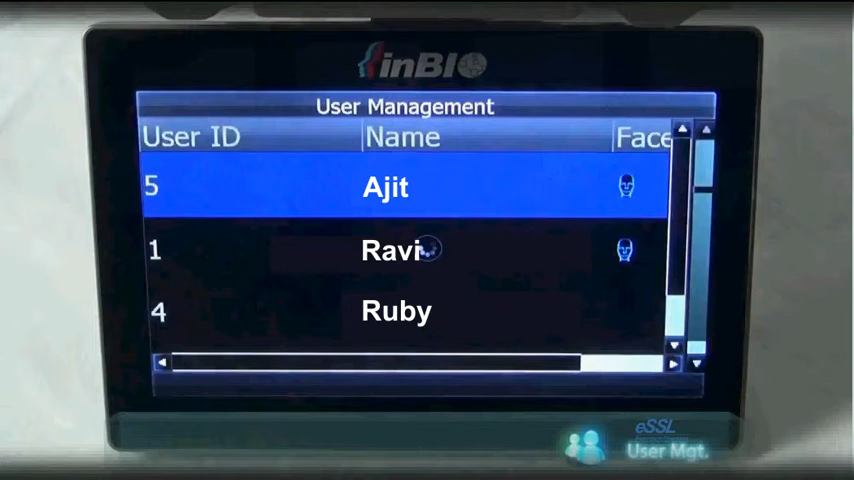 inBIO
User Management
User ID Name Face
5 Ajit
1 Ravi
4 Ruby
eSSL
User Mgt.